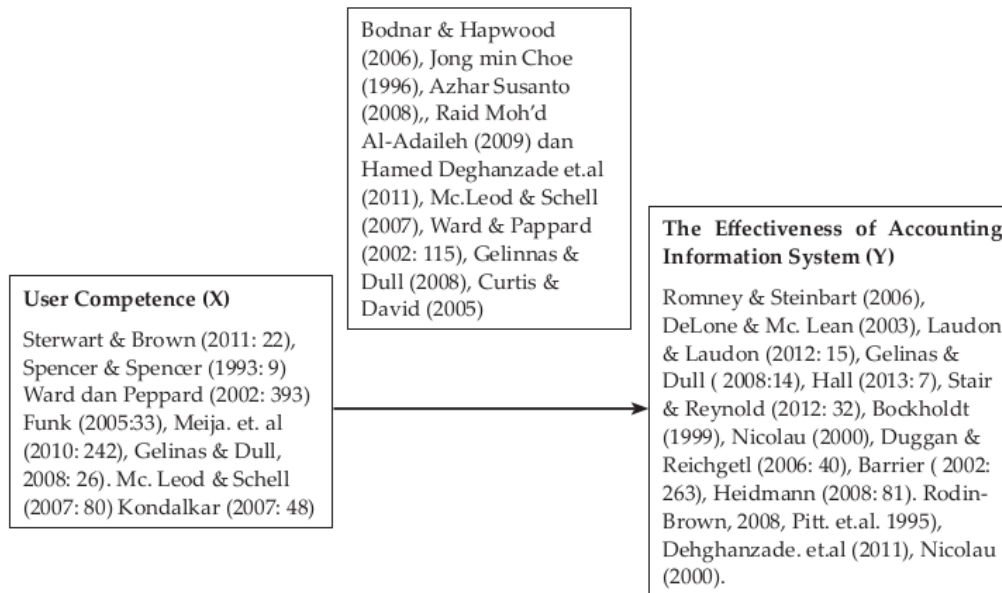 Bodnar & Hapwood
(2006), Jong min Choe
(1996), Azhar Susanto
(2008),, Raid Moh'd
Al-Adaileh (2009) dan
Hamed Deghanzade et.al
(2011), Mc.Leod & Schell
(2007), Ward & Pappard
(2002: 115), Gelinnas &
Dull (2008), Curtis &
David (2005)
User Competence (X)
Sterwart & Brown (2011: 22),
Spencer & Spencer (1993: 9)
Ward dan Peppard (2002: 393)
Funk (2005:33), Meija. et. al
(2010: 242), Gelinas & Dull,
2008: 26). Mc. Leod & Schell
(2007: 80) Kondalkar (2007: 48)
The Effectiveness of Accounting
Information System (Y)
Romney & Steinbart (2006),
DeLone & Mc. Lean (2003), Laudon
& Laudon (2012: 15), Gelinas &
Dull ( 2008:14), Hall (2013: 7), Stair
& Reynold (2012: 32), Bockholdt
(1999), Nicolau (2000), Duggan &
Reichgetl (2006: 40), Barrier ( 2002:
263), Heidmann (2008: 81). Rodin-
Brown, 2008, Pitt. et.al. 1995),
Dehghanzade. et.al (2011), Nicolau
(2000).